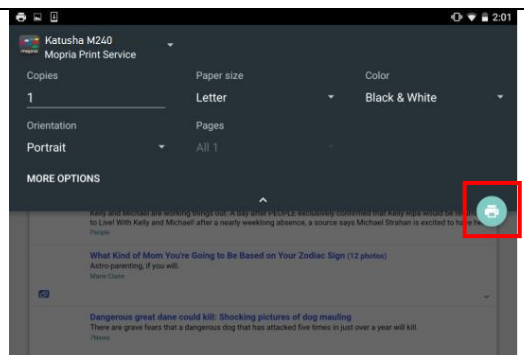 2:01
Katusha M240
mopria Mopria Print Service
Copies Paper size Color
1 Letter Black & White
Orientation Pages
Portrait All 1
MORE OPTIONS
Kelly and Michael are working things out. A day after PEOPLE exclusively confirmed that Kelly Ripa would be
to Live! With Kelly and Michael! after a nearly weeklong absence, a source says Michael Strahan is excited to have
People
What Kind of Mom You're Going to Be Based on Your Zodiac Sign (12 photos)
Astro-parenting, if you will.
Marie Claire
Dangerous great dane could kill: Shocking pictures of dog mauling
There are grave fears that a dangerous dog that has attacked five times in just over a year will kill.
7News